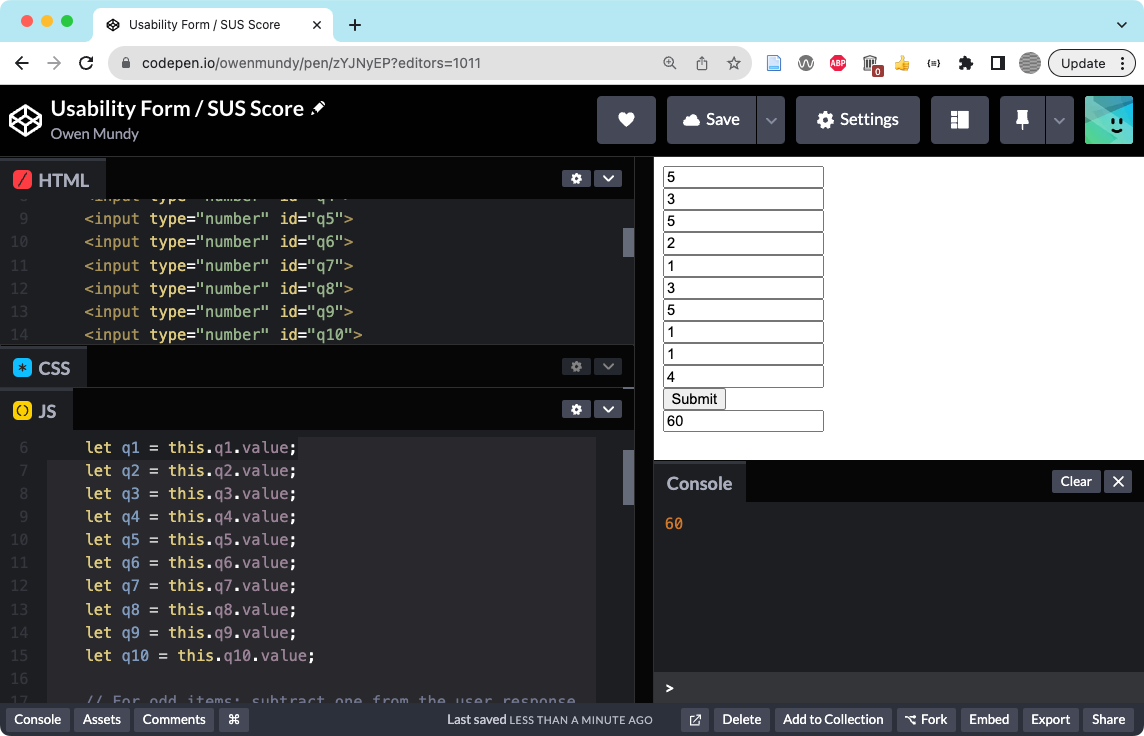 Usability Form / SUS Score
codepen.io/owenmundy/pen/zYJNyEP?editors=1011
ABP
0
{=}
Update
Usability Form / SUS Score
Owen Mundy
Save
Settings
HTML
9 <input type="number" id="q5">
10 <input type="number" id="q6">
11 <input type="number" id="q7">
12 <input type="number" id="q8">
13 <input type="number" id="q9">
14 <input type="number" id="q10">
CSS
JS
6 let q1 = this.q1.value;
7 let q2 = this.q2.value;
8 let q3 = this.q3.value;
9 let q4 = this.q4.value;
10 let q5 = this.q5.value;
11 let q6 = this.q6.value;
12 let q7 = this.q7.value;
13 let q8 = this.q8.value;
14 let q9 = this.q9.value;
15 let q10 = this.q10.value;
16
17 // For odd items: subtract one from the user response
5
3
5
2
1
3
5
1
1
4
Submit
60
Console
Clear
60
>
Console
Assets
Comments
⌘
Last saved LESS THAN A MINUTE AGO
Delete
Add to Collection
Fork
Embed
Export
Share